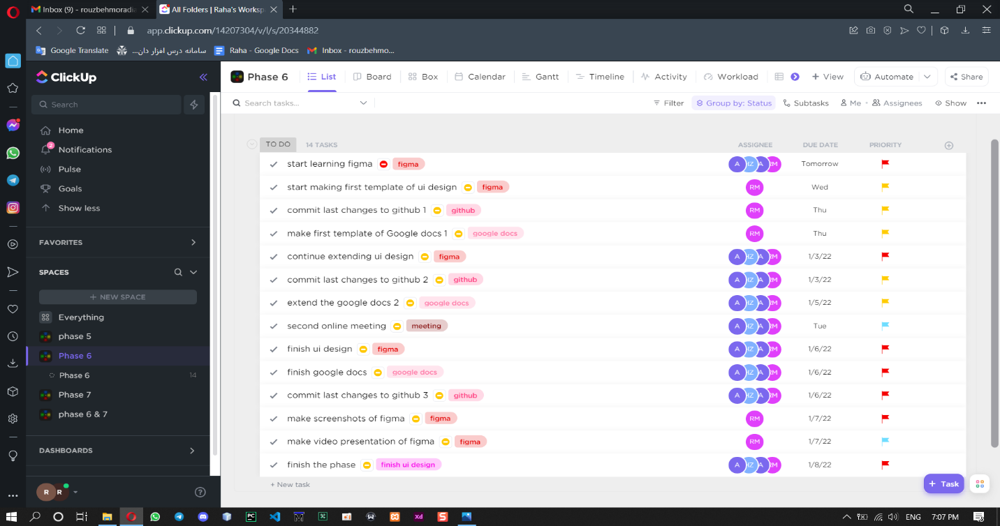 Inbox (9) - rouzbehmoradi
All Folders | Raha's Worksp
app.clickup.com/14207304/v/l/s/20344882
Google Translate
سامانه درس افزار دان...
Raha - Google Docs
Inbox - rouzbehmo...
ClickUp
Phase 6
List
Board
Box
Calendar
Gantt
Timeline
Activity
Workload
+ View
Automate
Share
Search
Search tasks...
Filter
Group by: Status
Subtasks
Me
Assignees
Show
Home
2
Notifications
Pulse
Goals
Show less
FAVORITES
SPACES
+ NEW SPACE
Everything
phase 5
Phase 6
Phase 6 14
Phase 7
phase 6 & 7
DASHBOARDS
R R
TO DO 14 TASKS ASSIGNEE DUE DATE PRIORITY
start learning figma figma A HZ A RM Tomorrow
start making first template of ui design figma RM Wed
commit last changes to github 1 github RM Thu
make first template of Google docs 1 google docs RM Thu
continue extending ui design figma A HZ A RM 1/3/22
commit last changes to github 2 github A HZ A RM 1/3/22
extend the google docs 2 google docs A HZ A RM 1/5/22
second online meeting meeting A HZ A RM Tue
finish ui design figma A HZ A RM 1/6/22
finish google docs google docs A HZ A RM 1/6/22
commit last changes to github 3 github A HZ A RM 1/6/22
make screenshots of figma figma RM 1/7/22
make video presentation of figma figma RM 1/7/22
finish the phase finish ui design A HZ A RM 1/8/22
+ New task
+ Task
PC
Xd
S
ENG
7:07 PM